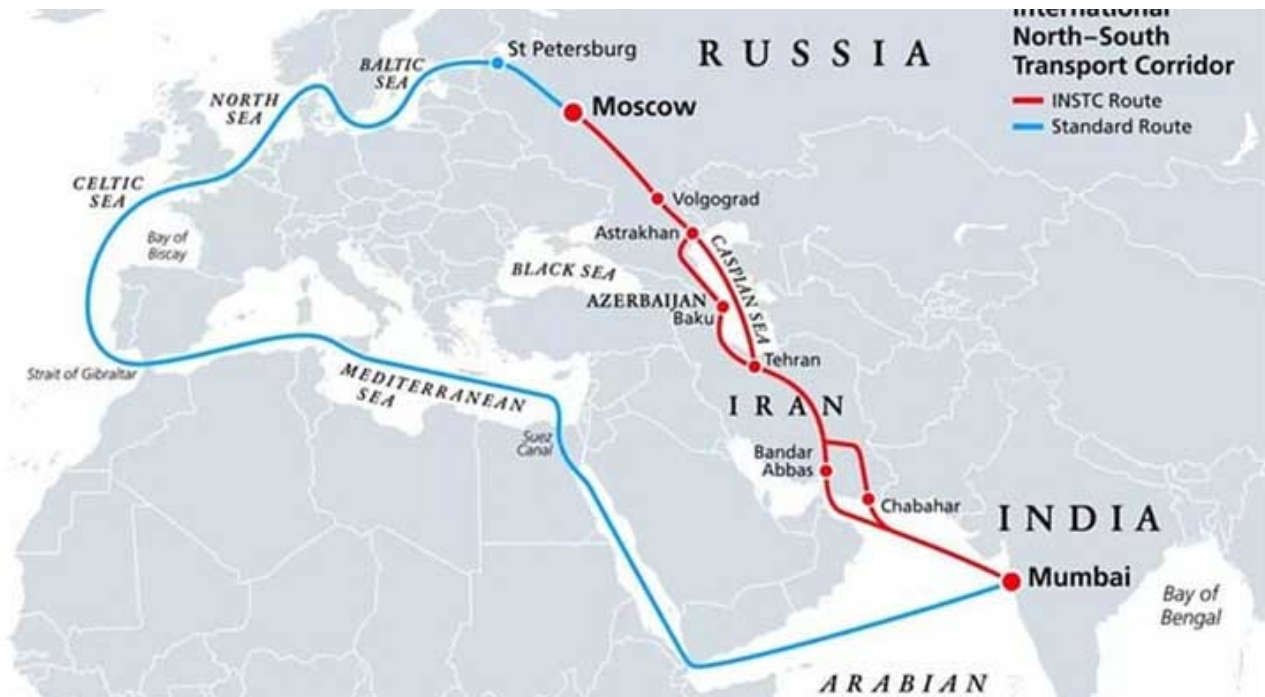 International
North–South
Transport Corridor
INSTC Route
Standard Route
RUSSIA
St Petersburg
BALTIC
SEA
NORTH
SEA
Moscow
CELTIC
SEA
Volgograd
Bay of
Biscay
Astrakhan
CASPIAN SEA
BLACK SEA
AZERBAIJAN
Baku
Tehran
Strait of Gibraltar
MEDITERRANEAN
SEA
IRAN
Suez
Canal
Bandar
Abbas
Chabahar
INDIA
Mumbai
Bay of
Bengal
ARABIAN